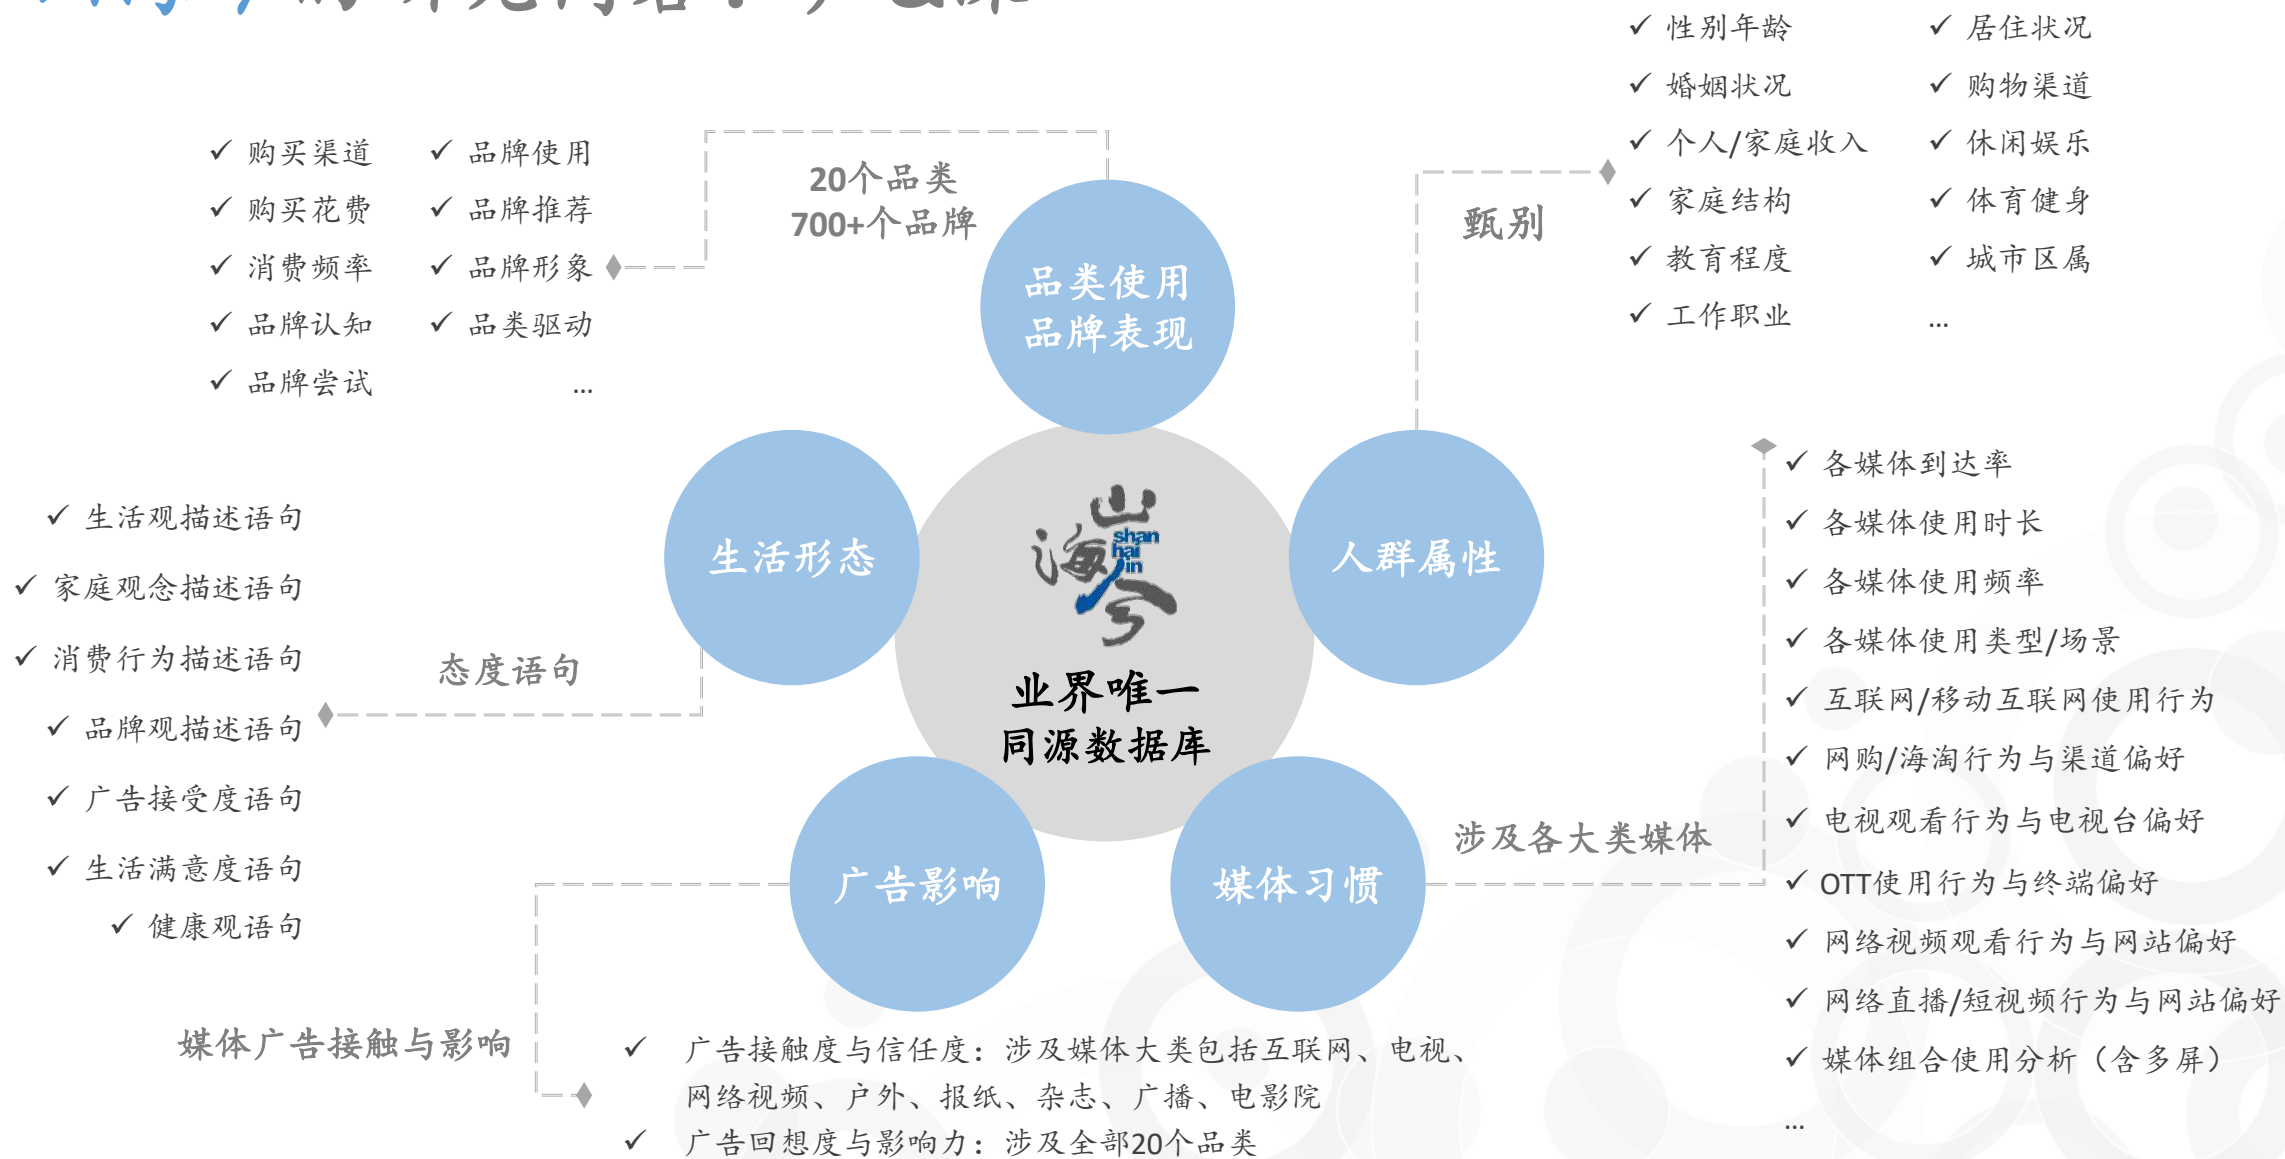 ✓ 购买渠道
✓ 购买花费
✓ 消费频率
✓ 品牌认知
✓ 品牌尝试
✓ 品牌使用
✓ 品牌推荐
✓ 品牌形象
✓ 品类驱动
...
20个品类
700+个品牌
品类使用
品牌表现
甄别
✓ 性别年龄
✓ 婚姻状况
✓ 个人/家庭收入
✓ 家庭结构
✓ 教育程度
✓ 工作职业
✓ 居住状况
✓ 购物渠道
✓ 休闲娱乐
✓ 体育健身
✓ 城市区属
...
生活形态
人群属性
山海今
shan
hai
jin
业界唯一
同源数据库
✓ 生活观描述语句
✓ 家庭观念描述语句
✓ 消费行为描述语句
✓ 品牌观描述语句
✓ 广告接受度语句
✓ 生活满意度语句
✓ 健康观语句
态度语句
广告影响
媒体习惯
涉及各大类媒体
✓ 各媒体到达率
✓ 各媒体使用时长
✓ 各媒体使用频率
✓ 各媒体使用类型/场景
✓ 互联网/移动互联网使用行为
✓ 网购/海淘行为与渠道偏好
✓ 电视观看行为与电视台偏好
✓ OTT使用行为与终端偏好
✓ 网络视频观看行为与网站偏好
✓ 网络直播/短视频行为与网站偏好
✓ 媒体组合使用分析（含多屏）
...
媒体广告接触与影响
✓ 广告接触度与信任度：涉及媒体大类包括互联网、电视、
网络视频、户外、报纸、杂志、广播、电影院
✓ 广告回想度与影响力：涉及全部20个品类